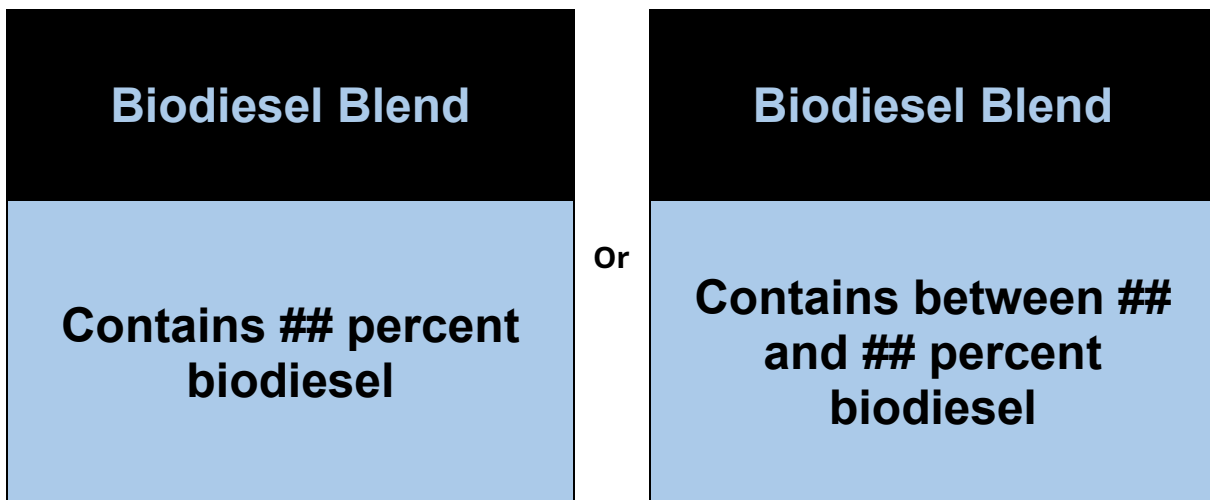 Biodiesel Blend
Contains ## percent
biodiesel
Or
Biodiesel Blend
Contains between ##
and ## percent
biodiesel